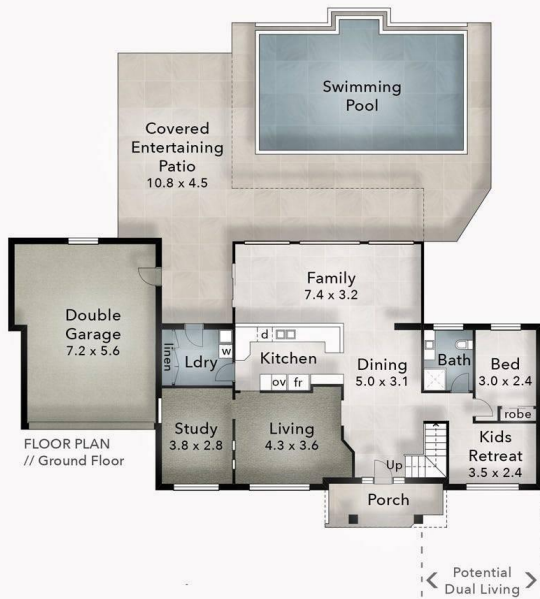 Swimming
Pool
Covered
Entertaining
Patio
10.8 x 4.5
Family
7.4 x 3.2
Double
Garage
7.2 x 5.6
linen
Ldry
w
d
Kitchen
ov
fr
Dining
5.0 x 3.1
Bath
Bed
3.0 x 2.4
robe
Study
3.8 x 2.8
Living
4.3 x 3.6
Kids
Retreat
3.5 x 2.4
Up
Porch
FLOOR PLAN
// Ground Floor
Potential
Dual Living